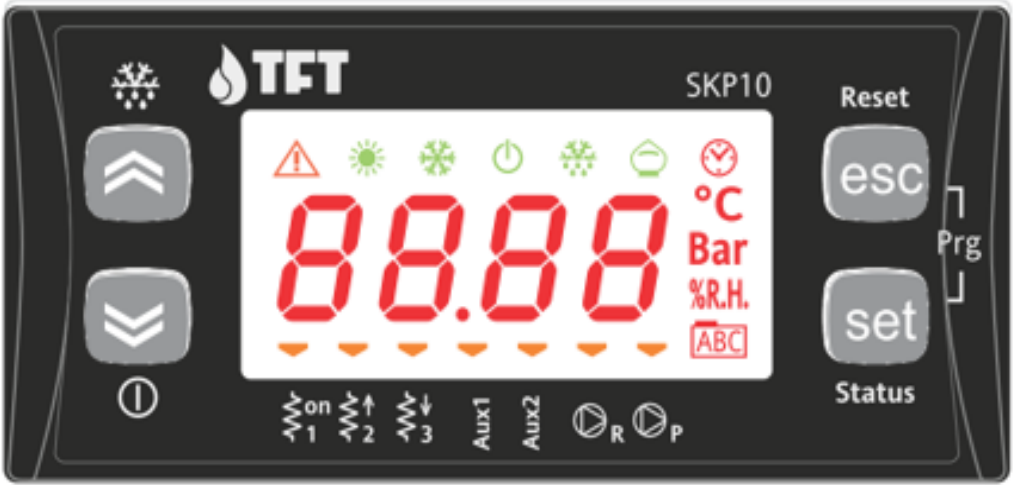 TFT
SKP10
Reset
esc
88.88
°C
Bar
%R.H.
ABC
Prg
set
Status
on
1 2 3 Aux1 Aux2 R P